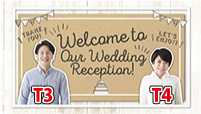 THANK YOU!
LET'S ENJOY!
Welcome to
Our Wedding
Reception!
T3
T4